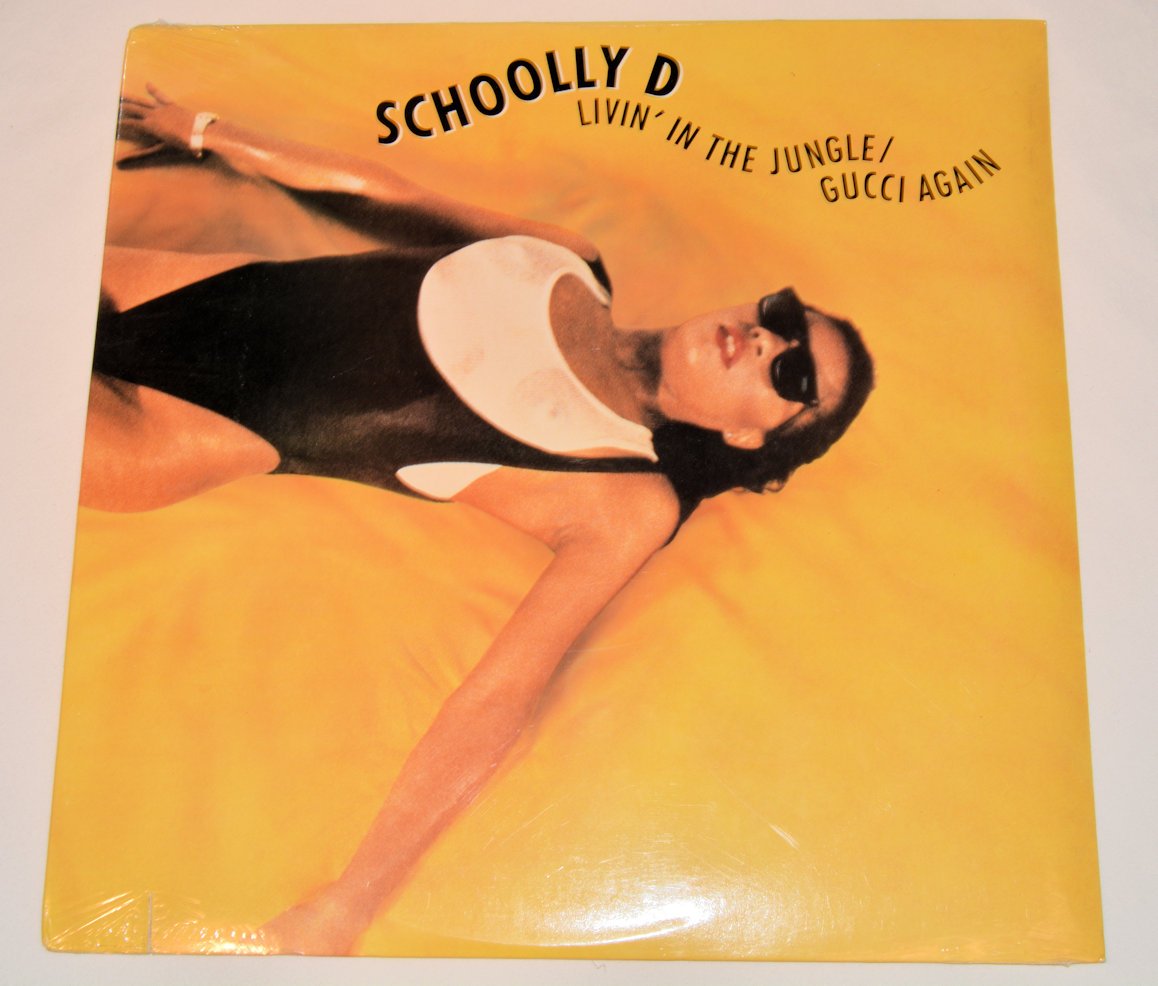 SCHOOLLY D
LIVIN' IN THE JUNGLE/
GUCCI AGAIN